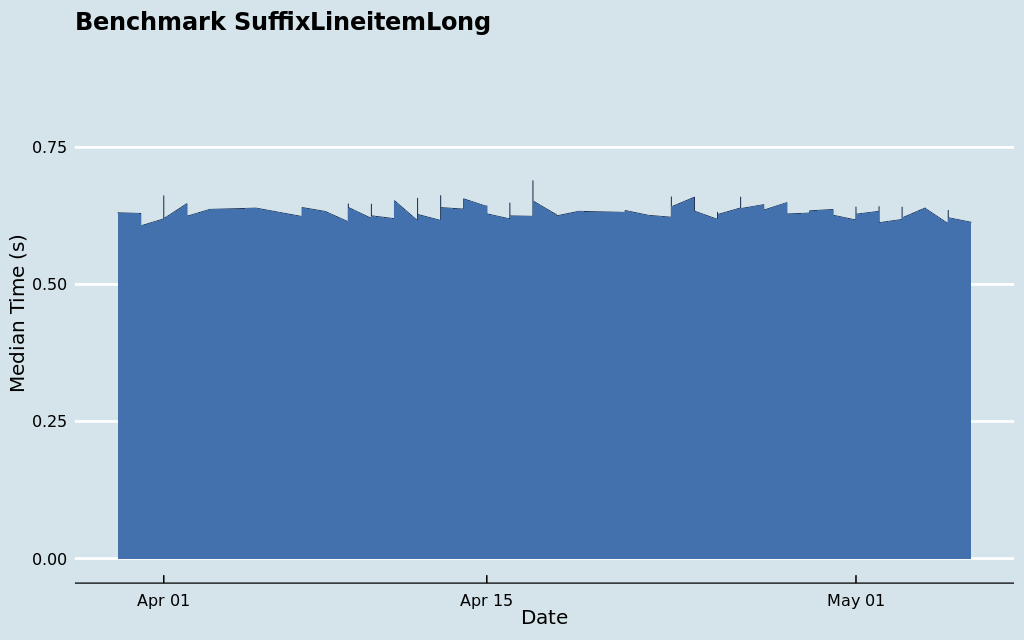 Benchmark SuffixLineitemLong
Median Time (s)
0.75
0.50
0.25
0.00
Apr 01
Apr 15
May 01
Date